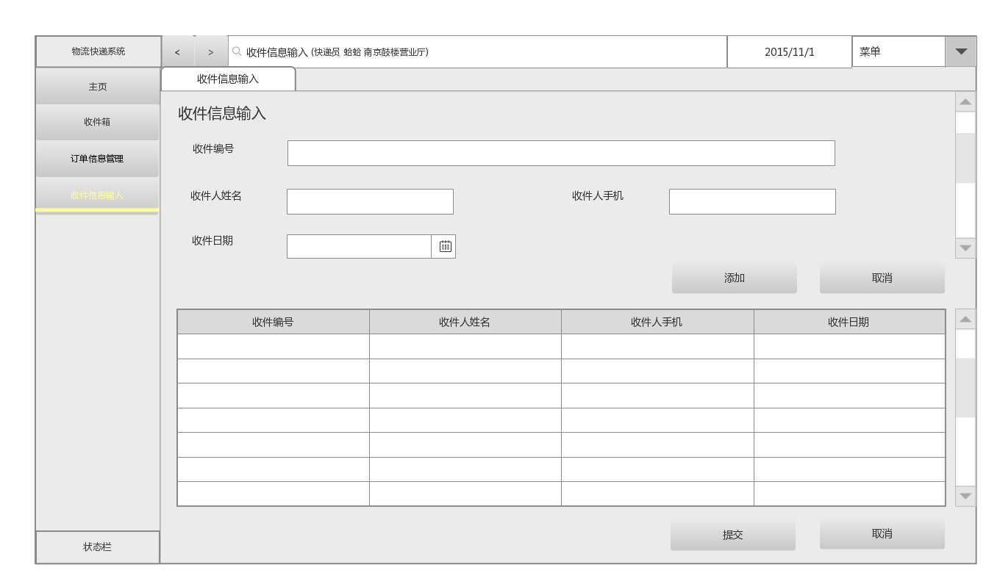 物流快递系统
<
>
收件信息输入 (快递员 蛤蛤 南京鼓楼营业厅)
2015/11/1
菜单
主页
收件箱
订单信息管理
收件信息输入
状态栏
收件信息输入
收件信息输入
收件编号
收件人姓名
收件人手机
收件日期
添加
取消
收件编号 收件人姓名 收件人手机 收件日期
提交
取消